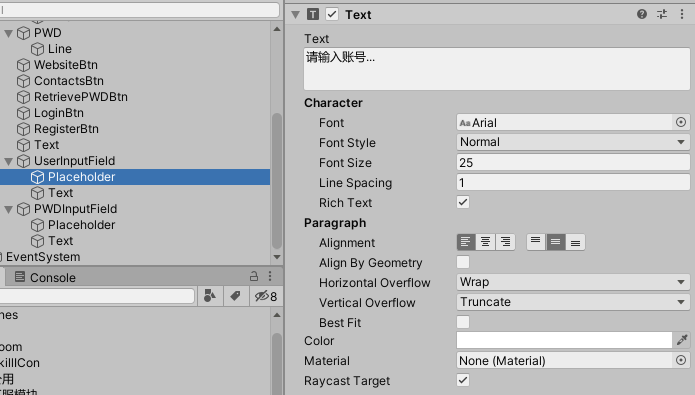 PWD
Line
WebsiteBtn
ContactsBtn
RetrievePWDBtn
LoginBtn
RegisterBtn
Text
UserInputField
Placeholder
Text
PWDInputField
Placeholder
Text
EventSystem
Console
8
nes
oom
killICon
Text
Text
请输入账号...
Character
Font
Arial
Font Style
Normal
Font Size
25
Line Spacing
1
Rich Text
Paragraph
Alignment
Align By Geometry
Horizontal Overflow
Wrap
Vertical Overflow
Truncate
Best Fit
Color
Material
None (Material)
Raycast Target